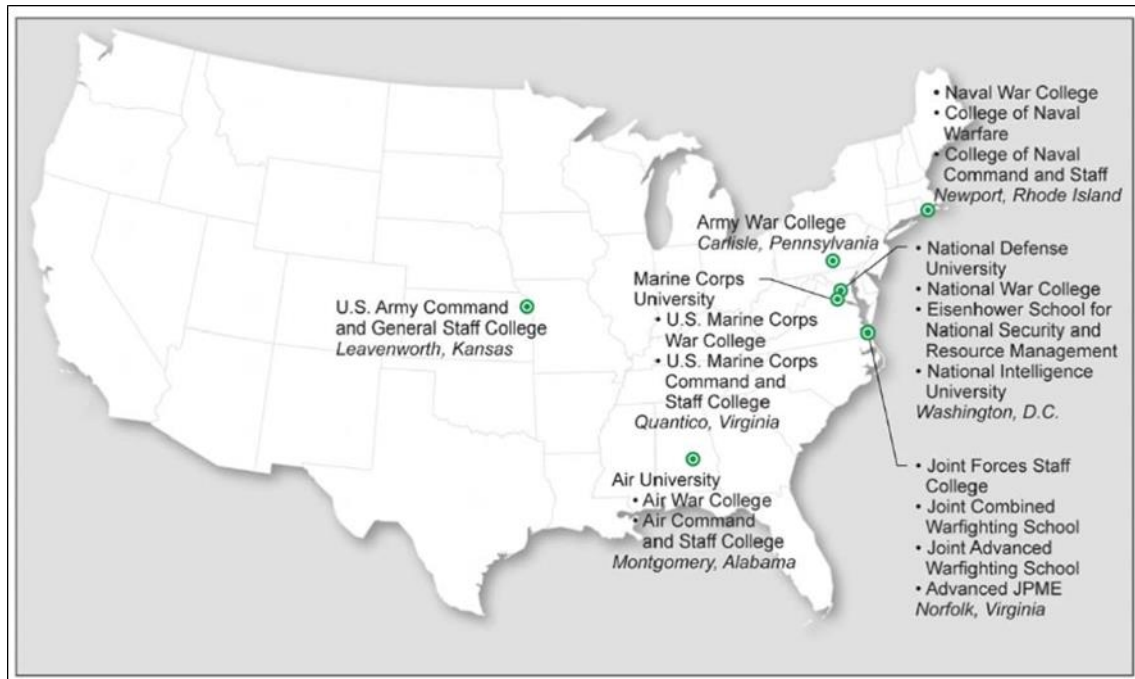 • Naval War College
• College of Naval
Warfare
• College of Naval
Command and Staff
Newport, Rhode Island
Army War College
Carlisle, Pennsylvania
• National Defense
University
• National War College
• Eisenhower School for
National Security and
Resource Management
• National Intelligence
University
Washington, D.C.
Marine Corps
University
• U.S. Marine Corps
War College
• U.S. Marine Corps
Command and
Staff College
Quantico, Virginia
U.S. Army Command
and General Staff College
Leavenworth, Kansas
Air University
• Air War College
• Air Command
and Staff College
Montgomery, Alabama
• Joint Forces Staff
College
• Joint Combined
Warfighting School
• Joint Advanced
Warfighting School
• Advanced JPME
Norfolk, Virginia